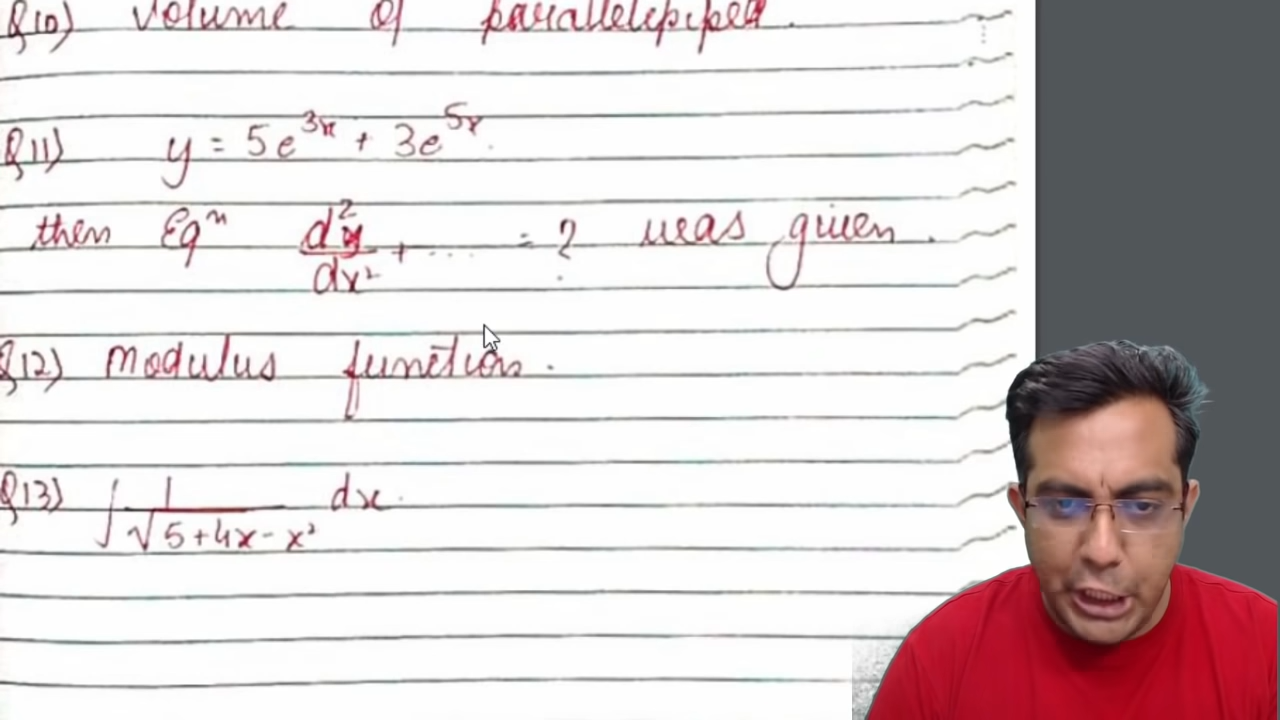 Q10) Volume of parallelepiped.
Q11) y = 5e^{3x} + 3e^{5x}.
then Eqⁿ d²y/dx² + .... = ? was given.
Q12) Modulus function.
Q13) ∫ 1/√(5+4x-x²) dx.